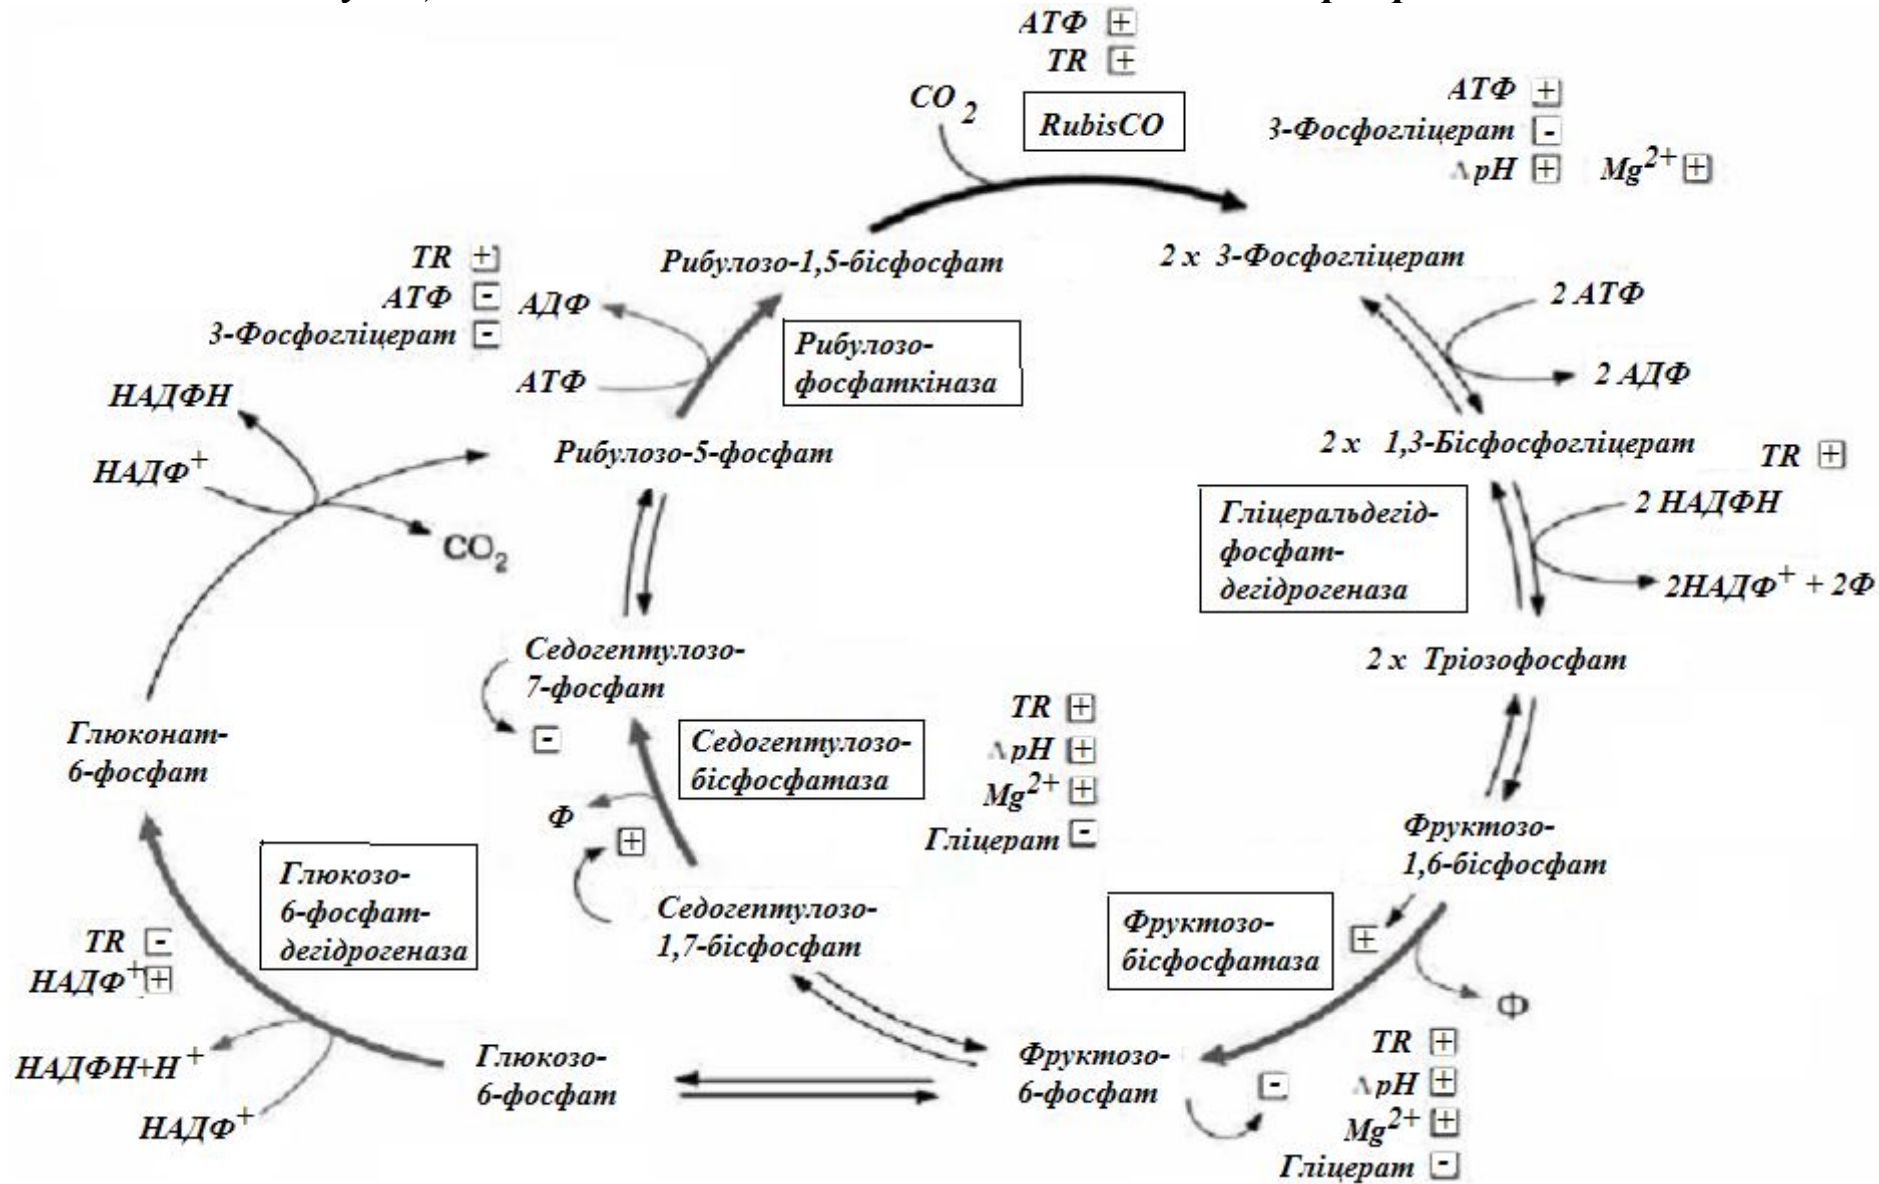 АТФ +
TR +
CO2
RubisCO
АТФ +
3-Фосфогліцерат -
ΔpH + Mg2+ +
Рибулозо-1,5-бісфосфат
2 х 3-Фосфогліцерат
TR +
АТФ -
3-Фосфогліцерат -
АДФ
АТФ
Рибулозо-
фосфаткіназа
2 АТФ
2 АДФ
НАДФН
НАДФ+
CO2
Рибулозо-5-фосфат
2 х 1,3-Бісфосфогліцерат
TR +
Гліцеральдегід-
фосфат-
дегідрогеназа
2 НАДФН
2НАДФ+ + 2Ф
2 х Тріозофосфат
Седогептулозо-
7-фосфат
-
Седогептулозо-
бісфосфатаза
TR +
ΔpH +
Mg2+ +
Гліцерат -
Ф
+
Глюконат-
6-фосфат
Фруктозо-
1,6-бісфосфат
Глюкозо-
6-фосфат-
дегідрогеназа
TR -
НАДФ+ +
Седогептулозо-
1,7-бісфосфат
Фруктозо-
бісфосфатаза
+
Ф
НАДФН+Н+
НАДФ+
Глюкозо-
6-фосфат
Фруктозо-
6-фосфат
-
TR +
ΔpH +
Mg2+ +
Гліцерат -